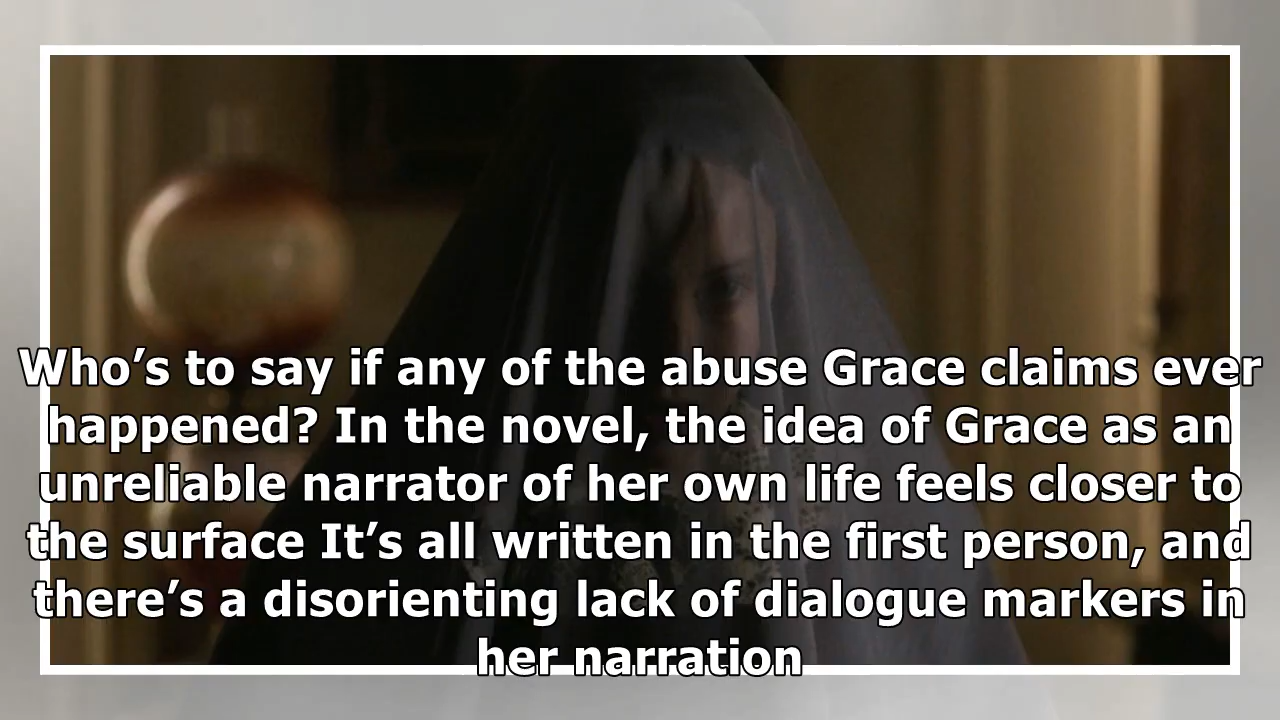 Who’s to say if any of the abuse Grace claims ever
happened? In the novel, the idea of Grace as an
unreliable narrator of her own life feels closer to
the surface It’s all written in the first person, and
there’s a disorienting lack of dialogue markers in
her narration